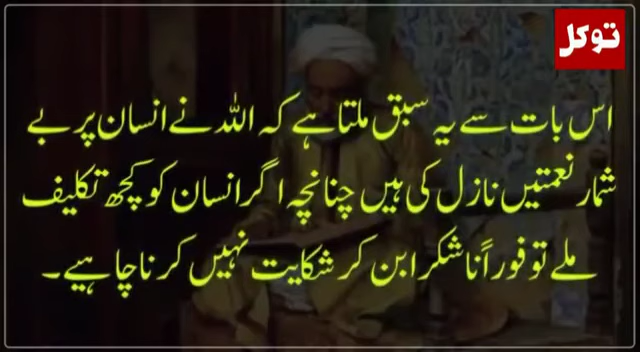 توکل
اس بات سے یہ سبق ملتا ہے کہ اللہ نے انسان پر بے
شمار نعمتیں نازل کی ہیں چنانچہ اگر انسان کو کچھ تکلیف
ملے تو فوراً ناشکرا بن کر شکایت نہیں کرنا چاہیے۔